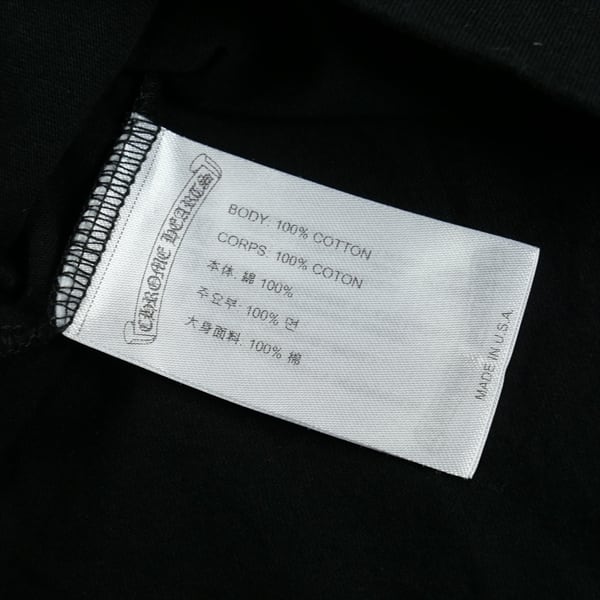 CHROME HEARTS
BODY: 100% COTTON
CORPS: 100% COTON
本体: 綿 100%
주요부: 100% 면
大身面料: 100% 棉
MADE IN U.S.A.